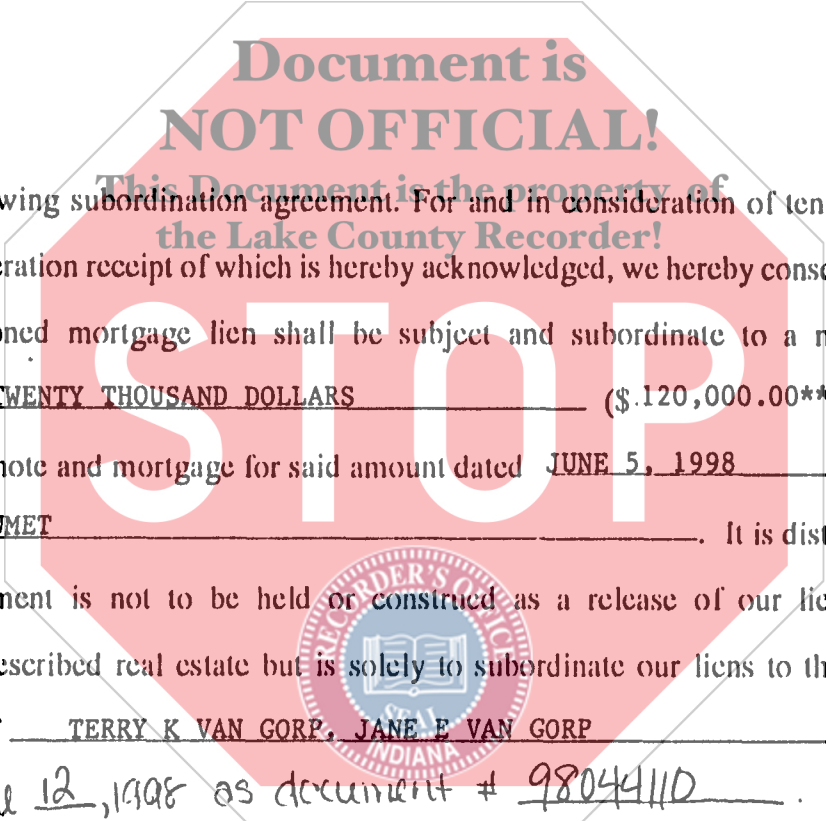 Document is
NOT OFFICIAL!
This Document is the property of
the Lake County Recorder!
wing subordination agreement. For and in consideration of ten
eration receipt of which is hereby acknowledged, we hereby conse
oned mortgage lien shall be subject and subordinate to a m
TWENTY THOUSAND DOLLARS ($.120,000.00**
note and mortgage for said amount dated JUNE 5, 1998
UMET . It is dist
ment is not to be held or construed as a release of our lie
escribed real estate but is solely to subordinate our liens to th
TERRY K VAN GORP, JANE E VAN GORP
12, 1998 as document # 98044110 .
STOP
RECORDER'S OFFICE
SEAL
INDIANA